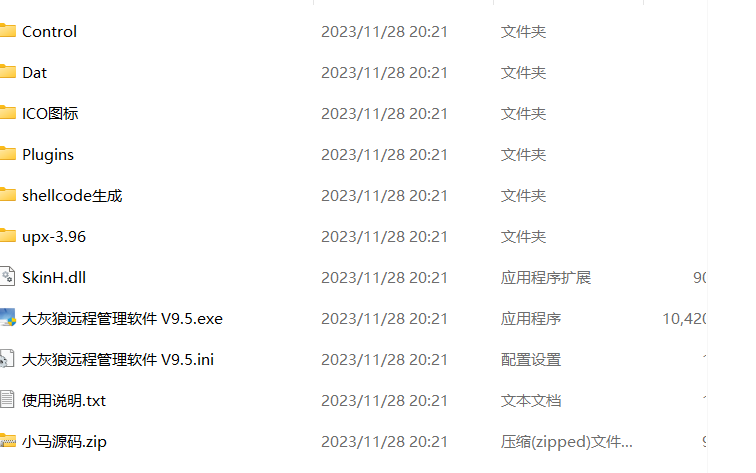 Control 2023/11/28 20:21 文件夹
Dat 2023/11/28 20:21 文件夹
ICO图标 2023/11/28 20:21 文件夹
Plugins 2023/11/28 20:21 文件夹
shellcode生成 2023/11/28 20:21 文件夹
upx-3.96 2023/11/28 20:21 文件夹
SkinH.dll 2023/11/28 20:21 应用程序扩展
大灰狼远程管理软件 V9.5.exe 2023/11/28 20:21 应用程序 10,420
大灰狼远程管理软件 V9.5.ini 2023/11/28 20:21 配置设置
使用说明.txt 2023/11/28 20:21 文本文档
小马源码.zip 2023/11/28 20:21 压缩(zipped)文件...